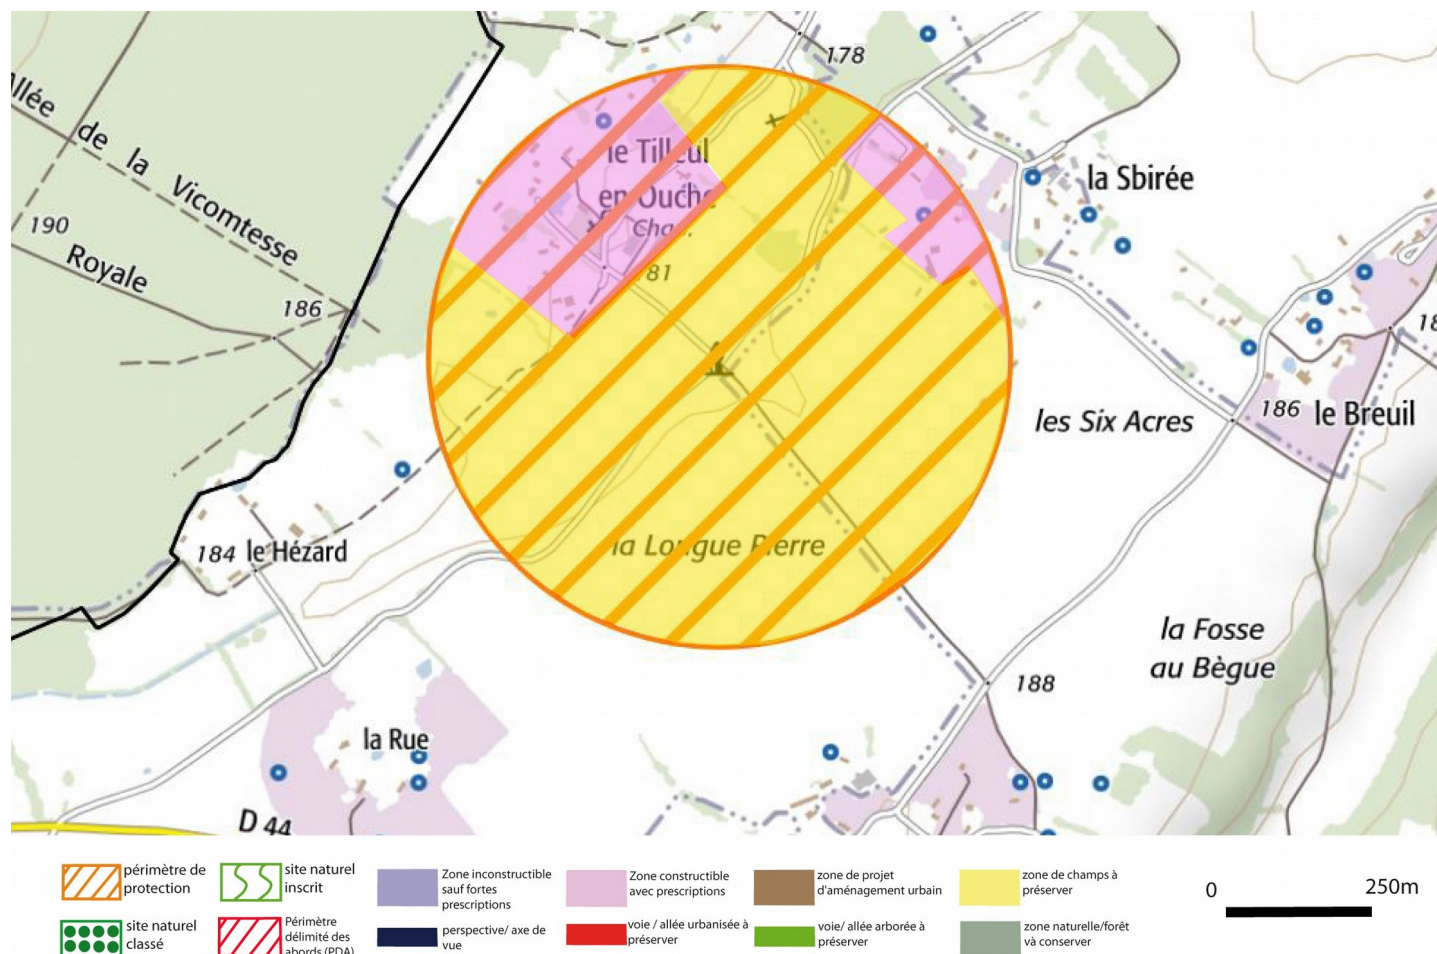 178
allée de la Vicomtesse
190
Royale
186
le Tilleul
en Ouche
Cha .
81
la Sbirée
les Six Acres
186 le Breuil
18
184 le Hézard
la Longue Pierre
la Fosse
au Bègue
188
la Rue
D 44
périmètre de
protection
site naturel
inscrit
Zone inconstructible
sauf fortes
prescriptions
Zone constructible
avec prescriptions
zone de projet
d'aménagement urbain
zone de champs à
préserver
0
250m
site naturel
classé
Périmètre
délimité des
abords (PDA)
perspective/ axe de
vue
voie / allée urbanisée à
préserver
voie/ allée arborée à
préserver
zone naturelle/forêt
và conserver